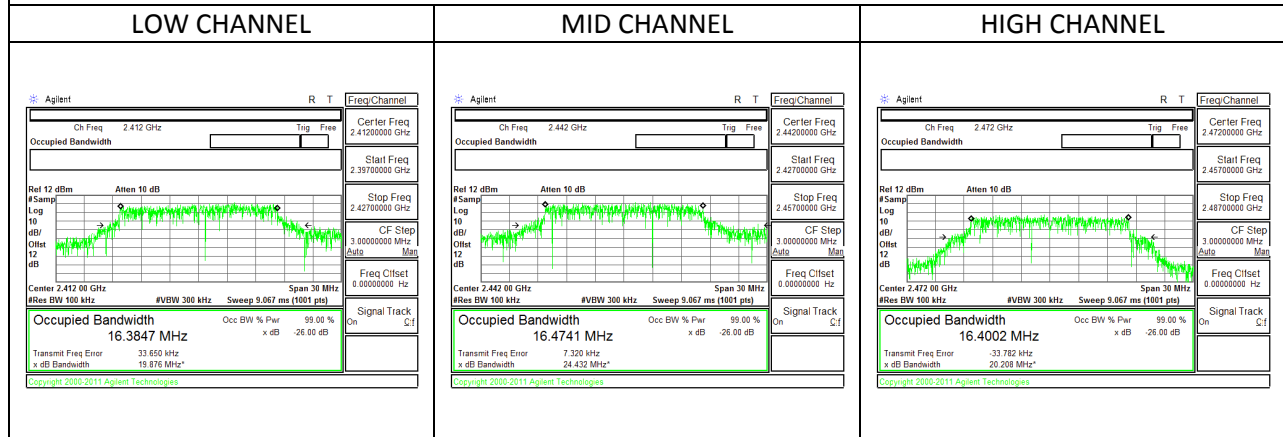 LOW CHANNEL
MID CHANNEL
HIGH CHANNEL
Agilent R T Freq/Channel
Ch Freq 2.412 GHz Trig Free
Occupied Bandwidth
Center Freq
2.41200000 GHz
Start Freq
2.39700000 GHz
Stop Freq
2.42700000 GHz
CF Step
3.00000000 MHz
Auto Man
Freq Offset
0.00000000 Hz
Signal Track
On Off
Ref 12 dBm Atten 10 dB
#Samp
Log
10
dB/
Offst
12
dB
Center 2.412 00 GHz Span 30 MHz
#Res BW 100 kHz #VBW 300 kHz Sweep 9.067 ms (1001 pts)
Occupied Bandwidth Occ BW % Pwr 99.00 %
16.3847 MHz x dB -26.00 dB
Transmit Freq Error 33.650 kHz
x dB Bandwidth 19.876 MHz*
Copyright 2000-2011 Agilent Technologies
Agilent R T Freq/Channel
Ch Freq 2.442 GHz Trig Free
Occupied Bandwidth
Center Freq
2.44200000 GHz
Start Freq
2.42700000 GHz
Stop Freq
2.45700000 GHz
CF Step
3.00000000 MHz
Auto Man
Freq Offset
0.00000000 Hz
Signal Track
On Off
Ref 12 dBm Atten 10 dB
#Samp
Log
10
dB/
Offst
12
dB
Center 2.442 00 GHz Span 30 MHz
#Res BW 100 kHz #VBW 300 kHz Sweep 9.067 ms (1001 pts)
Occupied Bandwidth Occ BW % Pwr 99.00 %
16.4741 MHz x dB -26.00 dB
Transmit Freq Error 7.320 kHz
x dB Bandwidth 24.432 MHz*
Copyright 2000-2011 Agilent Technologies
Agilent R T Freq/Channel
Ch Freq 2.472 GHz Trig Free
Occupied Bandwidth
Center Freq
2.47200000 GHz
Start Freq
2.45700000 GHz
Stop Freq
2.48700000 GHz
CF Step
3.00000000 MHz
Auto Man
Freq Offset
0.00000000 Hz
Signal Track
On Off
Ref 12 dBm Atten 10 dB
#Samp
Log
10
dB/
Offst
12
dB
Center 2.472 00 GHz Span 30 MHz
#Res BW 100 kHz #VBW 300 kHz Sweep 9.067 ms (1001 pts)
Occupied Bandwidth Occ BW % Pwr 99.00 %
16.4002 MHz x dB -26.00 dB
Transmit Freq Error -33.782 kHz
x dB Bandwidth 20.208 MHz*
Copyright 2000-2011 Agilent Technologies